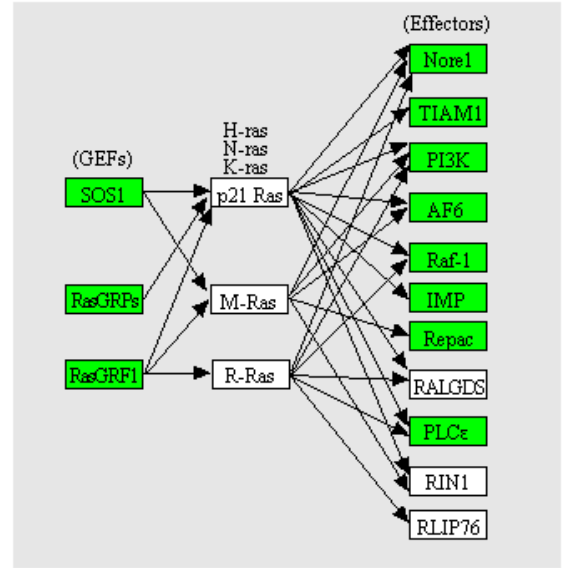 (Effectors)
Nore1
TIAM1
H-ras
N-ras
K-ras
(GEFs)
PI3K
SOS1
p21 Ras
AF6
Raf-1
RasGRPs
M-Ras
IMP
Repac
RasGRF1
R-Ras
RALGDS
PLCε
RIN1
RLIP76